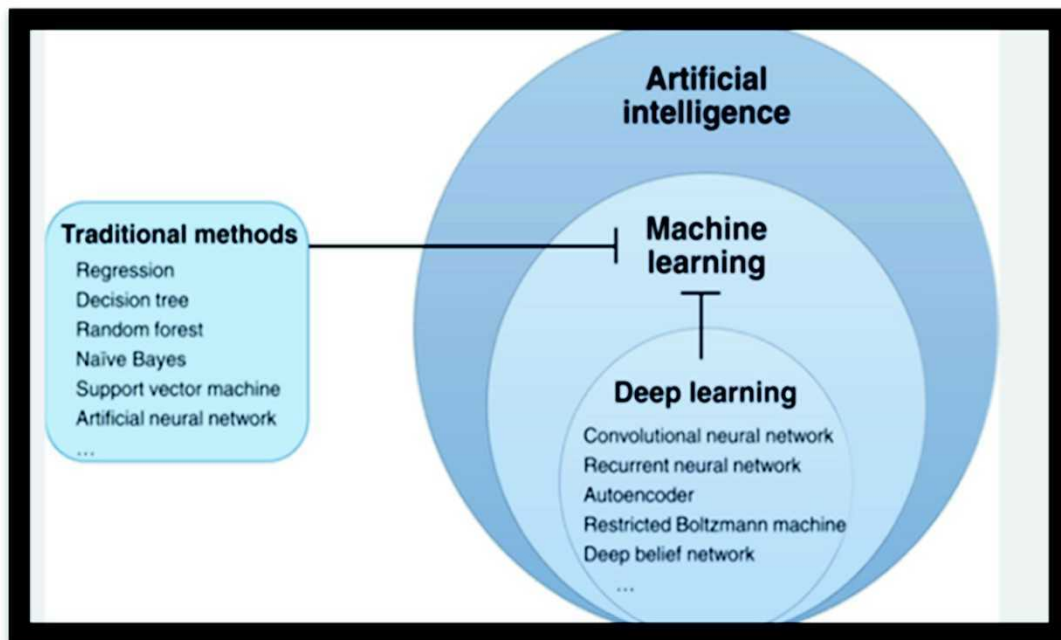 Artificial
intelligence
Machine
learning
Traditional methods
Regression
Decision tree
Random forest
Naïve Bayes
Support vector machine
Artificial neural network
...
Deep learning
Convolutional neural network
Recurrent neural network
Autoencoder
Restricted Boltzmann machine
Deep belief network
...